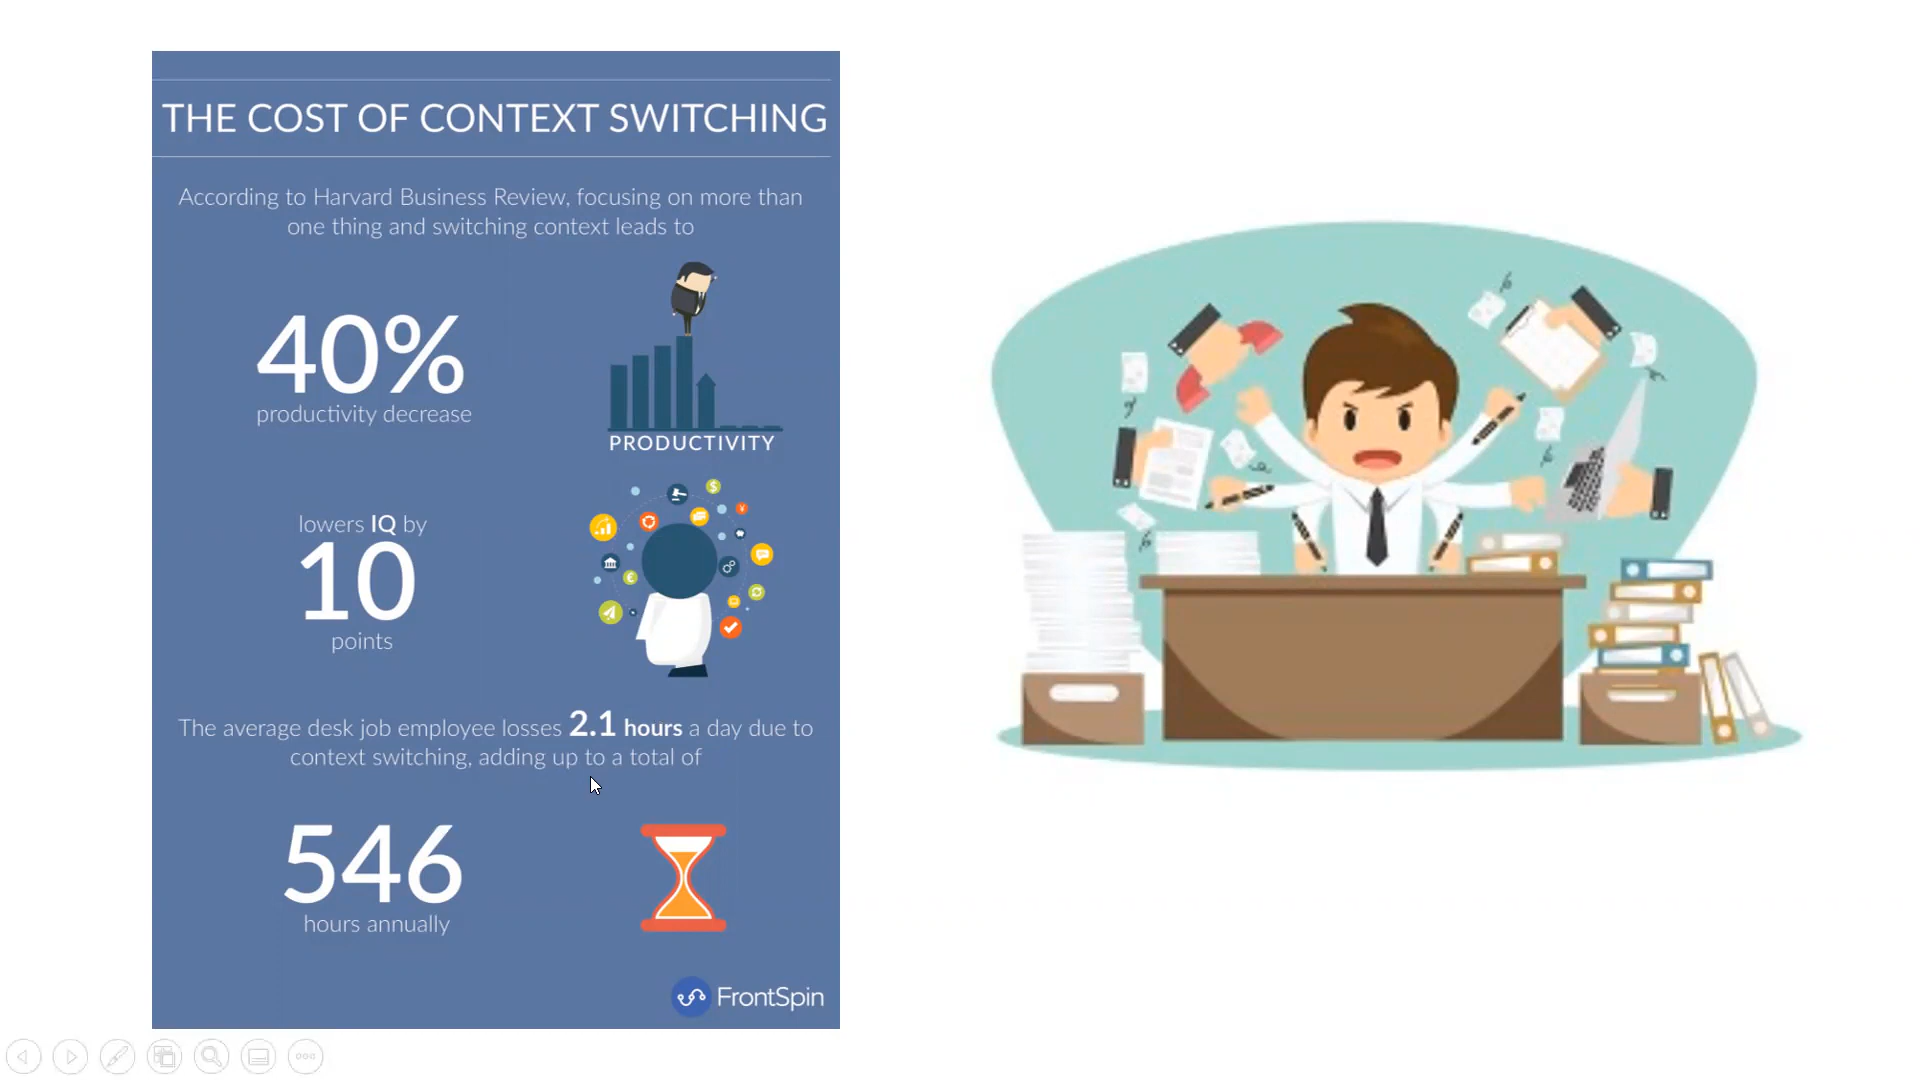 THE COST OF CONTEXT SWITCHING
According to Harvard Business Review, focusing on more than
one thing and switching context leads to
40%
productivity decrease
PRODUCTIVITY
lowers IQ by
10
points
The average desk job employee losses 2.1 hours a day due to
context switching, adding up to a total of
546
hours annually
FrontSpin